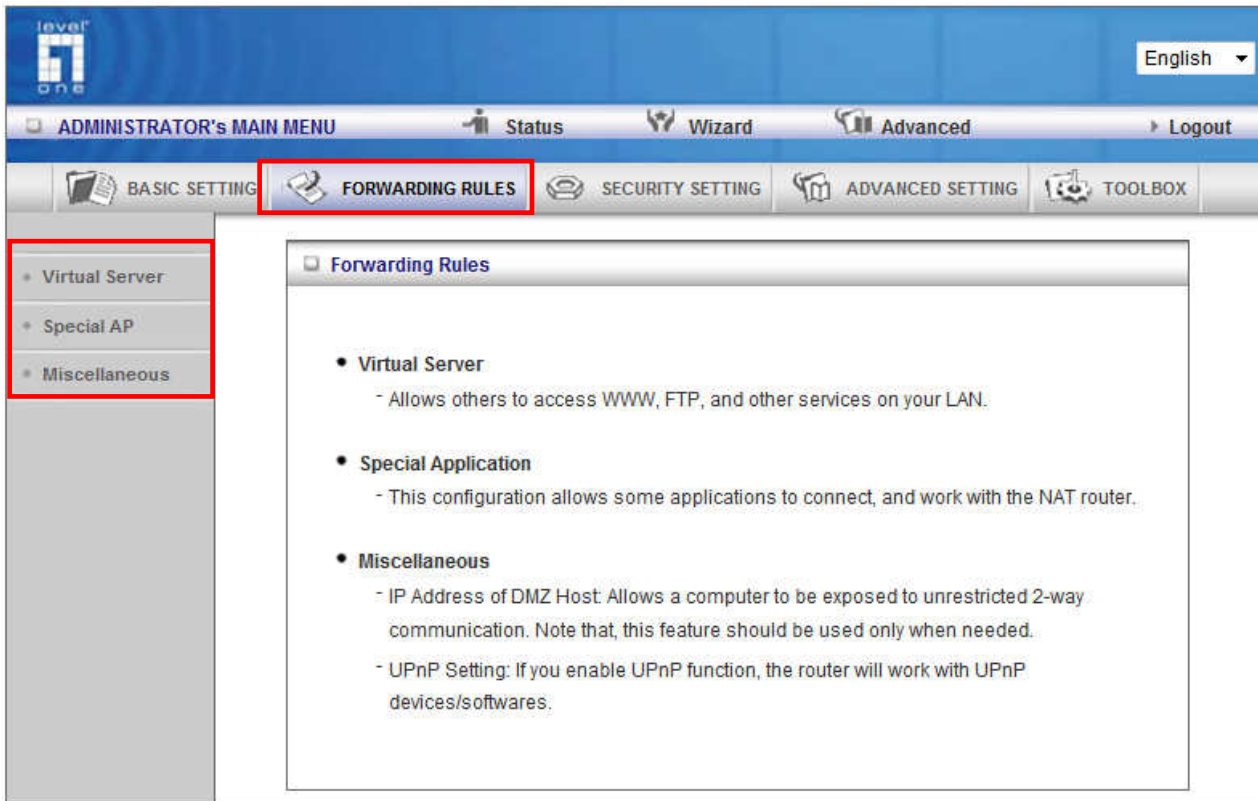 level
one
English
ADMINISTRATOR's MAIN MENU Status Wizard Advanced Logout
BASIC SETTING FORWARDING RULES SECURITY SETTING ADVANCED SETTING TOOLBOX
Virtual Server
Special AP
Miscellaneous
Forwarding Rules
• Virtual Server
- Allows others to access WWW, FTP, and other services on your LAN.
• Special Application
- This configuration allows some applications to connect, and work with the NAT router.
• Miscellaneous
- IP Address of DMZ Host: Allows a computer to be exposed to unrestricted 2-way
communication. Note that, this feature should be used only when needed.
- UPnP Setting: If you enable UPnP function, the router will work with UPnP
devices/softwares.